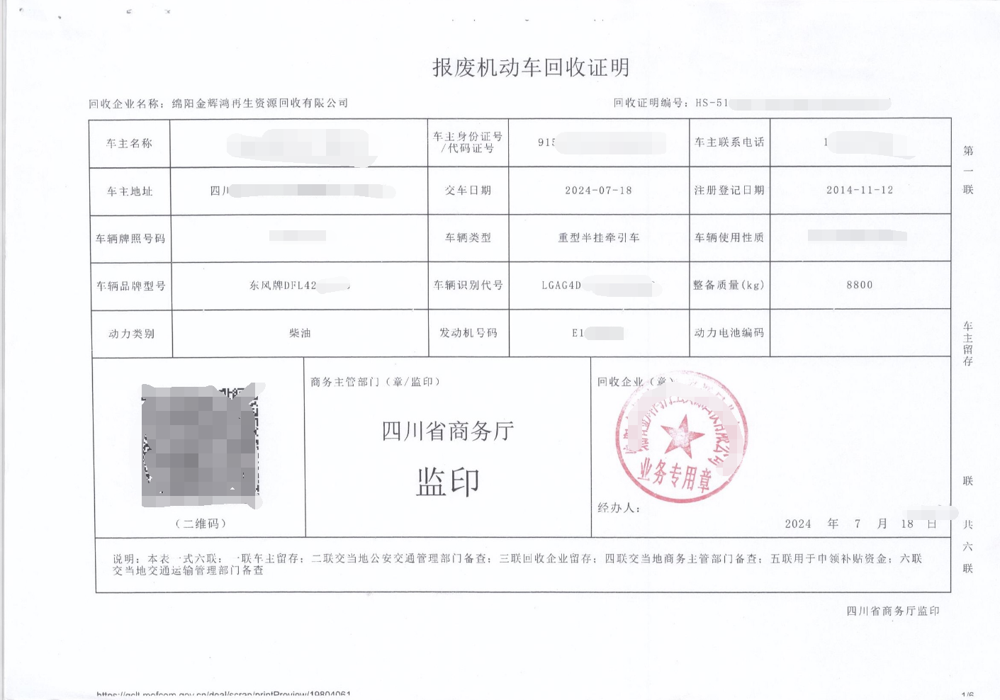 报废机动车回收证明
回收企业名称：绵阳金辉鸿再生资源回收有限公司
回收证明编号：HS-51
车主名称
车主身份证号
/代码证号
915
车主联系电话
1
车主地址
四川
交车日期
2024-07-18
注册登记日期
2014-11-12
车辆牌照号码
车辆类型
重型半挂牵引车
车辆使用性质
车辆品牌型号
东风牌DFL42
车辆识别代号
LGAG4D
整备质量(kg)
8800
动力类别
柴油
发动机号码
E1
动力电池编码
（二维码）
商务主管部门（章/监印）
四川省商务厅
监印
回收企业（章）
有限公司
业务专用章
经办人：
2024 年 7 月 18 日
说明：本表一式六联：一联车主留存；二联交当地公安交通管理部门备查；三联回收企业留存；四联交当地商务主管部门备查；五联用于申领补贴资金；六联
交当地交通运输管理部门备查
第一联
车主留存
联
共六联
四川省商务厅监印
https://qclt.mofcom.gov.cn/deal/scrap/printPreview/19804061
1/6